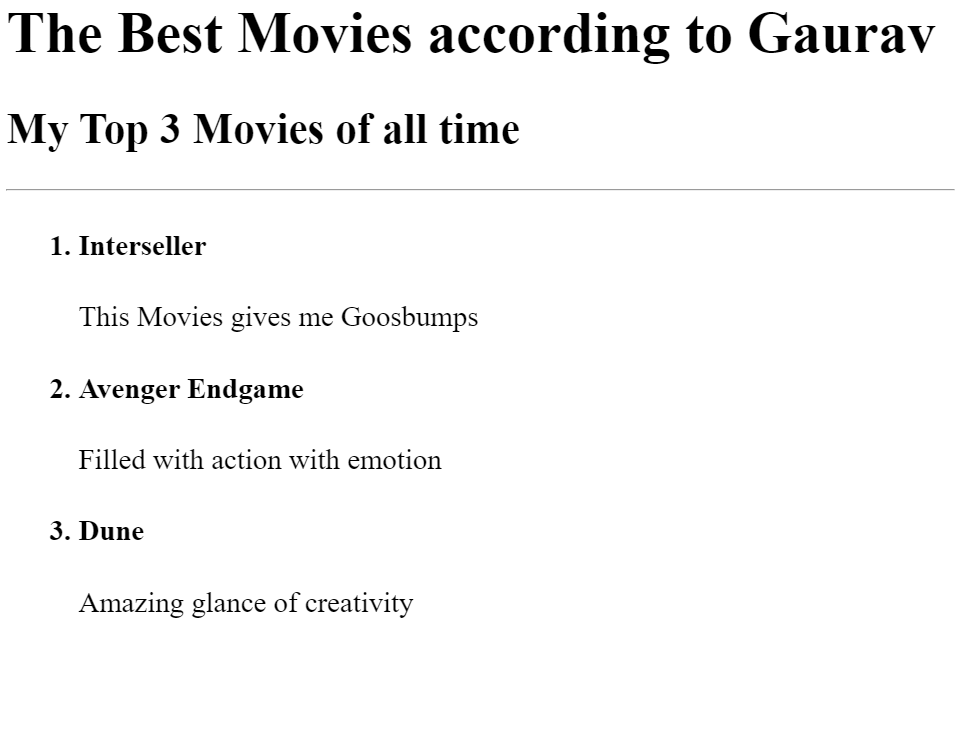 The Best Movies according to Gaurav
My Top 3 Movies of all time
1. Interseller
This Movies gives me Goosbumps
2. Avenger Endgame
Filled with action with emotion
3. Dune
Amazing glance of creativity